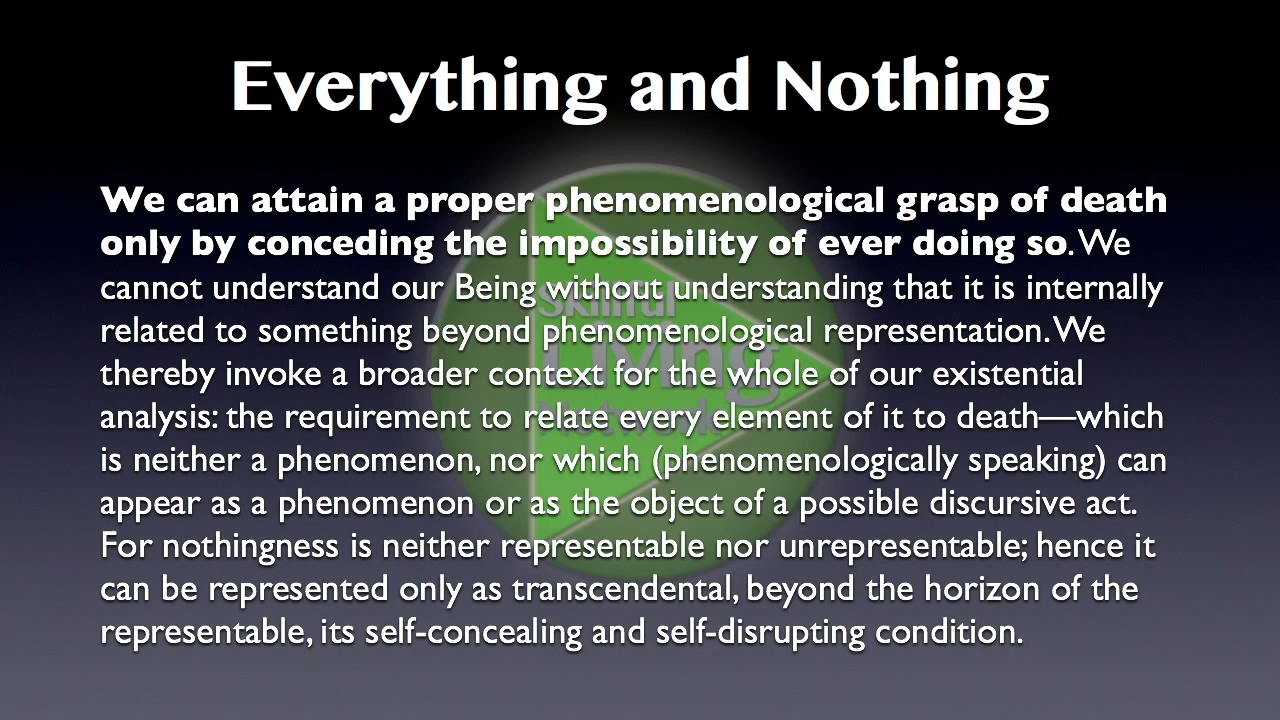 Everything and Nothing
We can attain a proper phenomenological grasp of death
only by conceding the impossibility of ever doing so. We
cannot understand our Being without understanding that it is internally
related to something beyond phenomenological representation. We
thereby invoke a broader context for the whole of our existential
analysis: the requirement to relate every element of it to death—which
is neither a phenomenon, nor which (phenomenologically speaking) can
appear as a phenomenon or as the object of a possible discursive act.
For nothingness is neither representable nor unrepresentable; hence it
can be represented only as transcendental, beyond the horizon of the
representable, its self-concealing and self-disrupting condition.
Skillful
Living
Network